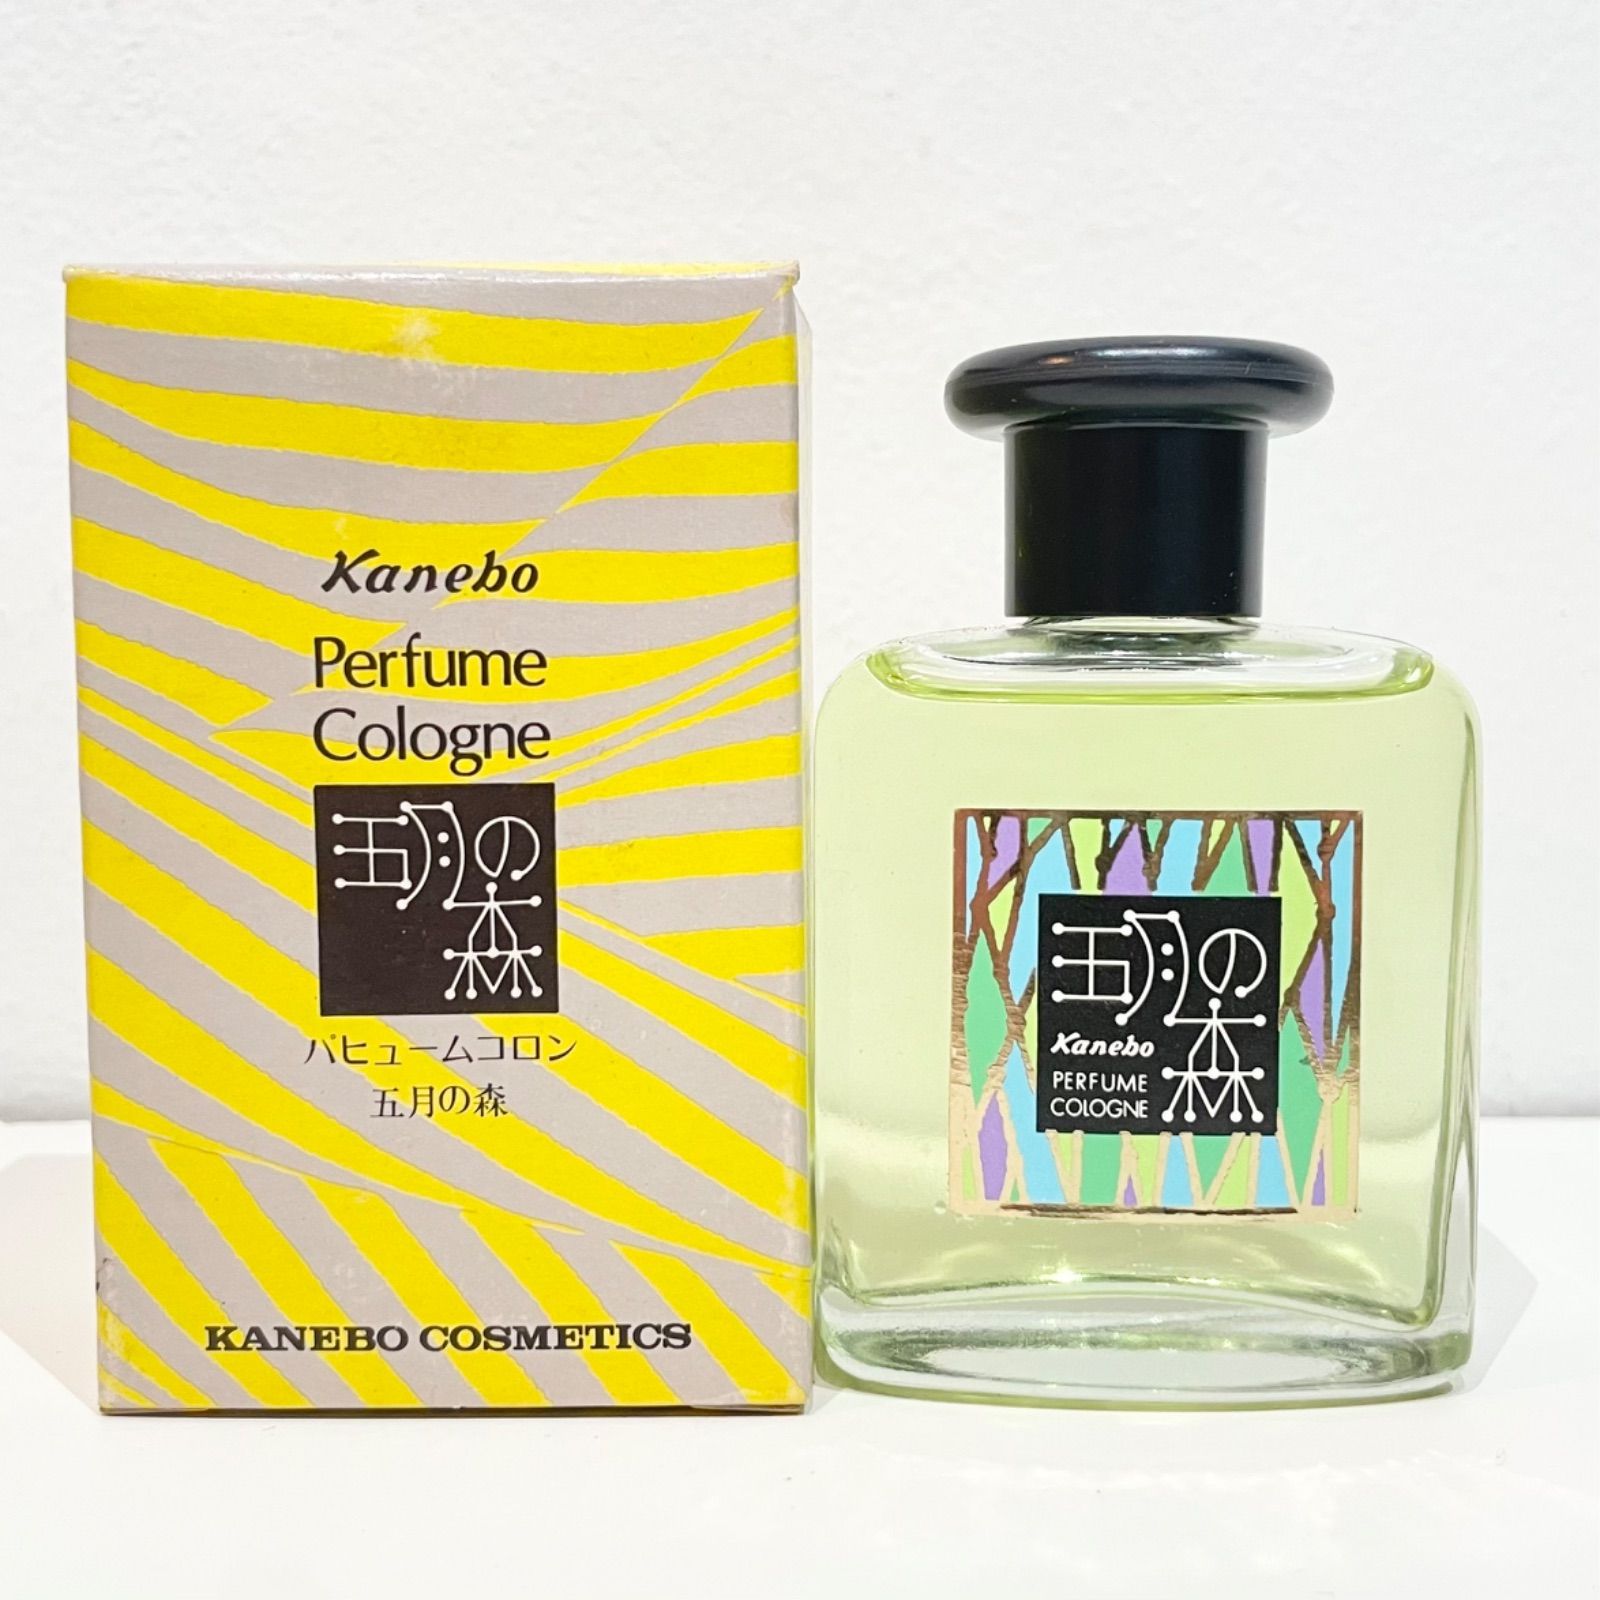 Kanebo
Perfume
Cologne
五月の
森
パヒュームコロン
五月の森
KANEBO COSMETICS
五月の
森
Kanebo
PERFUME
COLOGNE